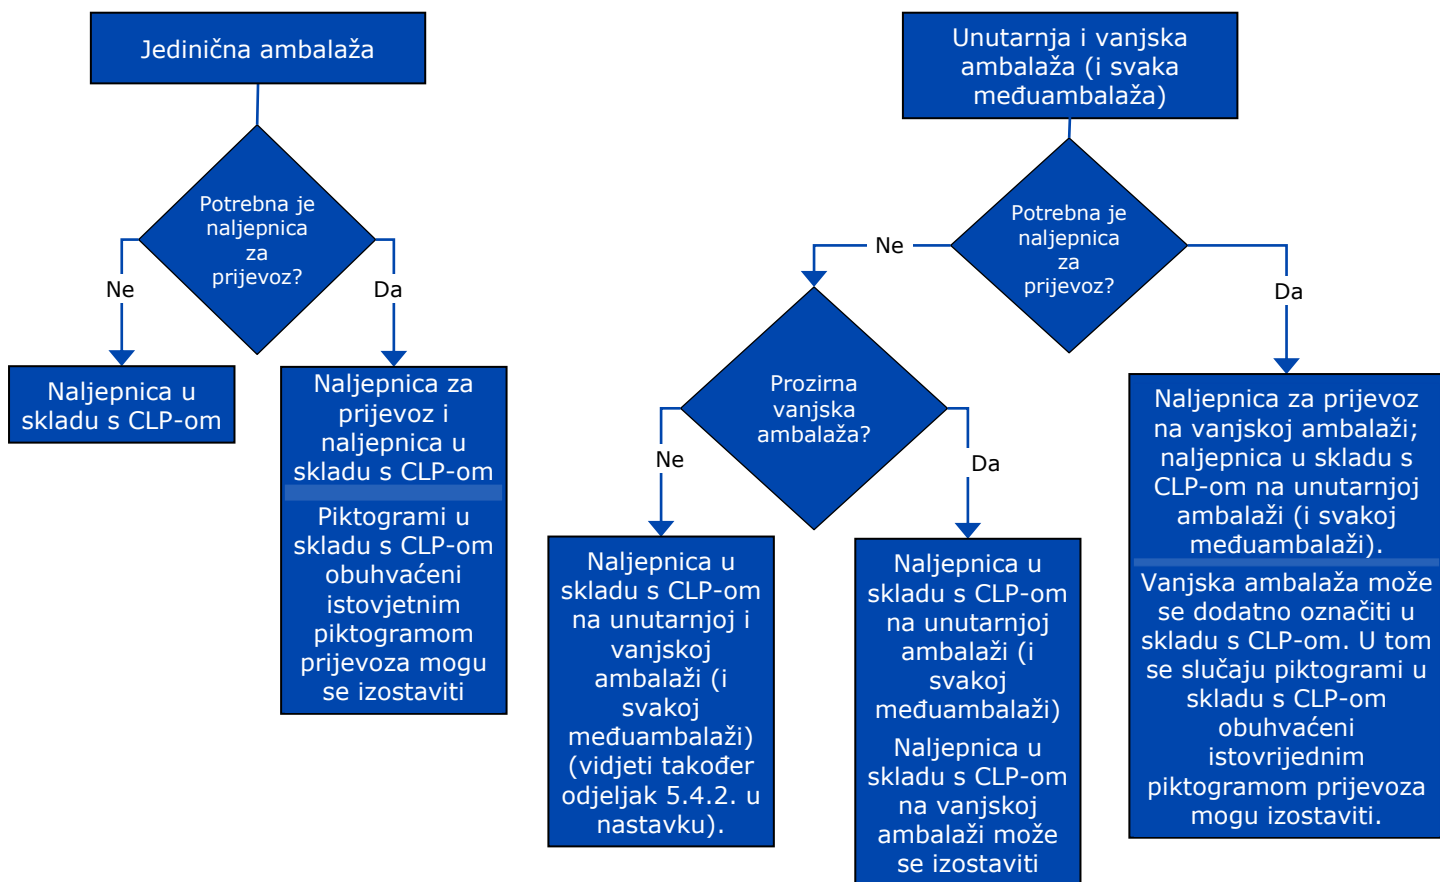 Jedinična ambalaža
Potrebna je
naljepnica
za
prijevoz?
Ne
Da
Naljepnica u
skladu s CLP-om
Naljepnica za
prijevoz i
naljepnica u
skladu s CLP-om
Piktogrami u
skladu s CLP-om
obuhvaćeni
istovjetnim
piktogramom
prijevoza mogu
se izostaviti
Unutarnja i vanjska
ambalaža (i svaka
međuambalaža)
Potrebna je
naljepnica
za
prijevoz?
Ne
Da
Prozirna
vanjska
ambalaža?
Ne
Da
Naljepnica u
skladu s CLP-om
na unutarnjoj i
vanjskoj
ambalaži (i
svakoj
međuambalaži)
(vidjeti također
odjeljak 5.4.2. u
nastavku).
Naljepnica u
skladu s CLP-om
na unutarnjoj
ambalaži (i
svakoj
međuambalaži)
Naljepnica u
skladu s CLP-om
na vanjskoj
ambalaži može
se izostaviti
Naljepnica za prijevoz
na vanjskoj ambalaži;
naljepnica u skladu s
CLP-om na unutarnjoj
ambalaži (i svakoj
međuambalaži).
Vanjska ambalaža može
se dodatno označiti u
skladu s CLP-om. U tom
se slučaju piktogrami u
skladu s CLP-om
obuhvaćeni
istovrijednim
piktogramom prijevoza
mogu izostaviti.